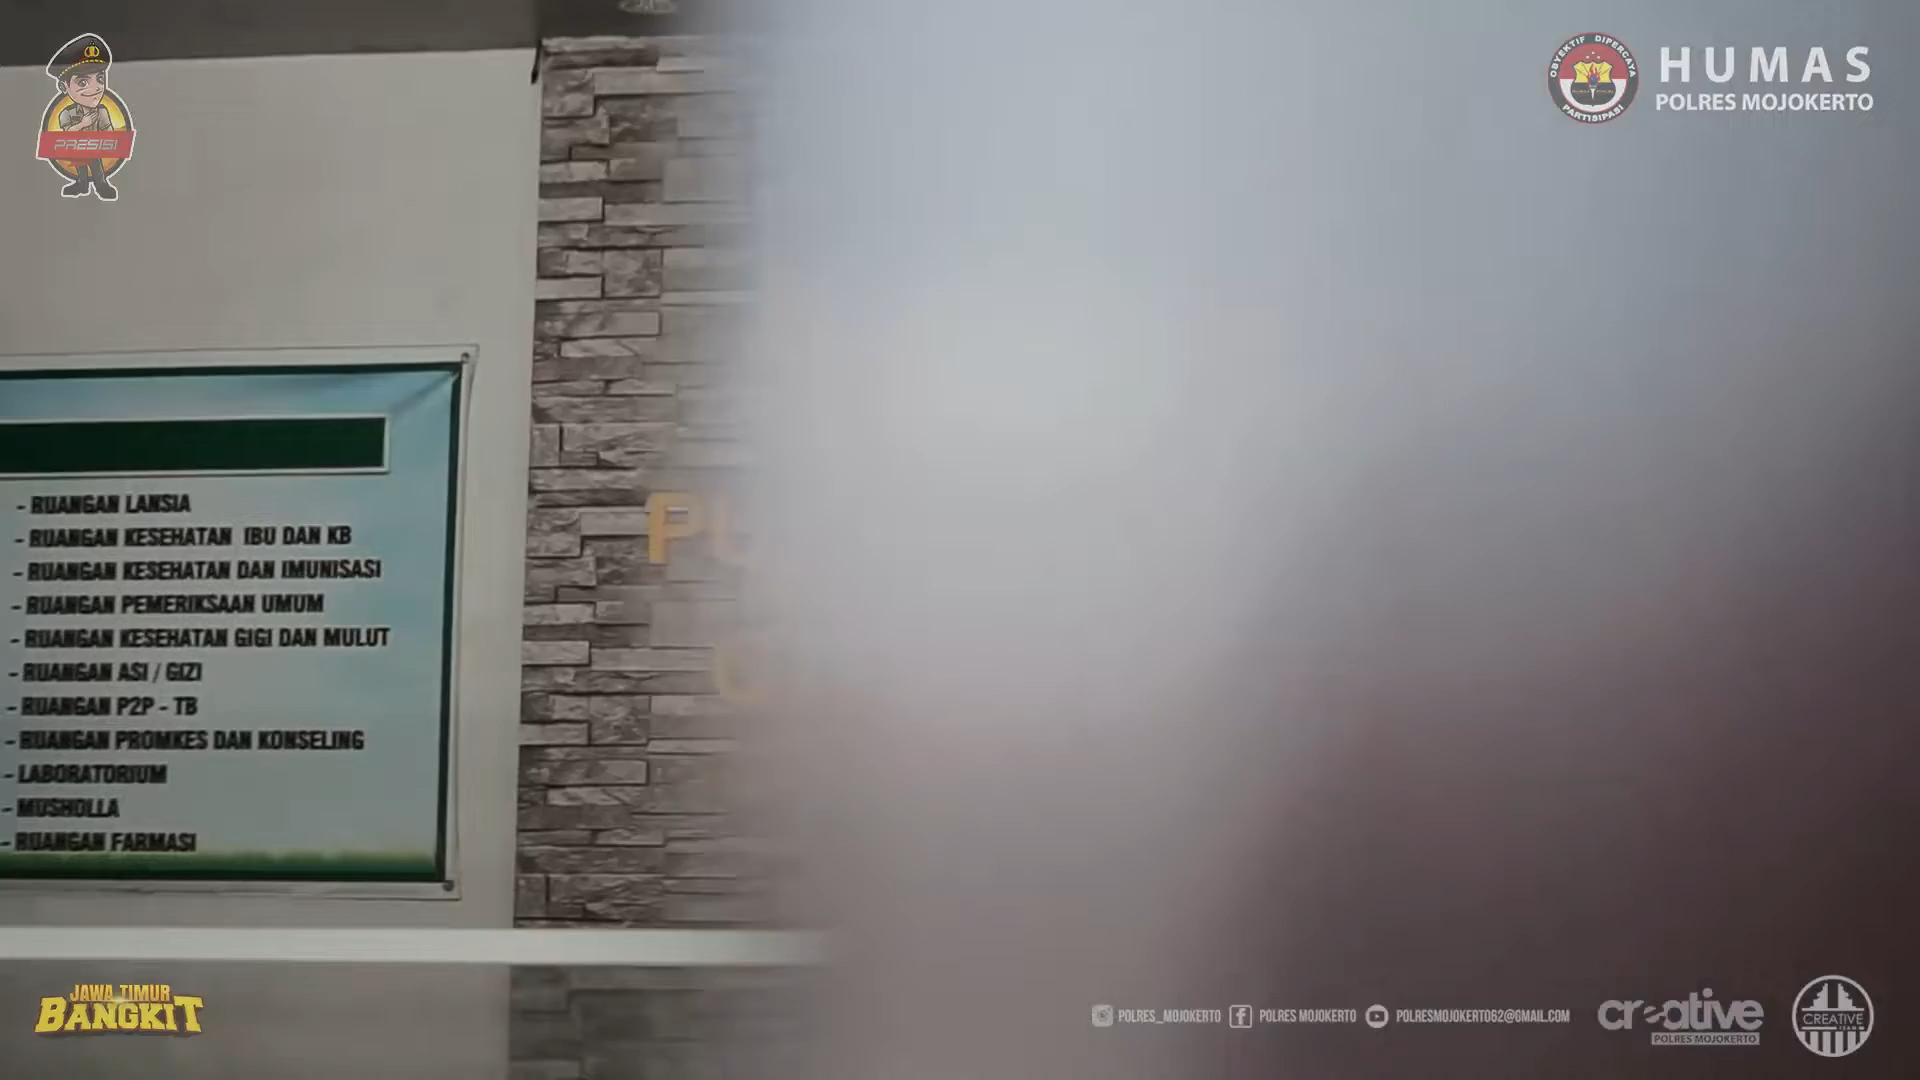 PRESISI
OBYEKTIF DIPERCAYA
PARTISIPASI
HUMAS
POLRES MOJOKERTO
- RUANGAN LANSIA
- RUANGAN KESEHATAN IBU DAN KB
- RUANGAN KESEHATAN DAN IMUNISASI
- RUANGAN PEMERIKSAAN UMUM
- RUANGAN KESEHATAN GIGI DAN MULUT
- RUANGAN ASI / GIZI
- RUANGAN P2P - TB
- RUANGAN PROMKES DAN KONSELING
- LABORATORIUM
- MUSHOLLA
- RUANGAN FARMASI
JAWA TIMUR
BANGKIT
POLRES_MOJOKERTO POLRES MOJOKERTO POLRESMOJOKERTO62@GMAIL.COM
creative
POLRES MOJOKERTO
CREATIVE
TEAM